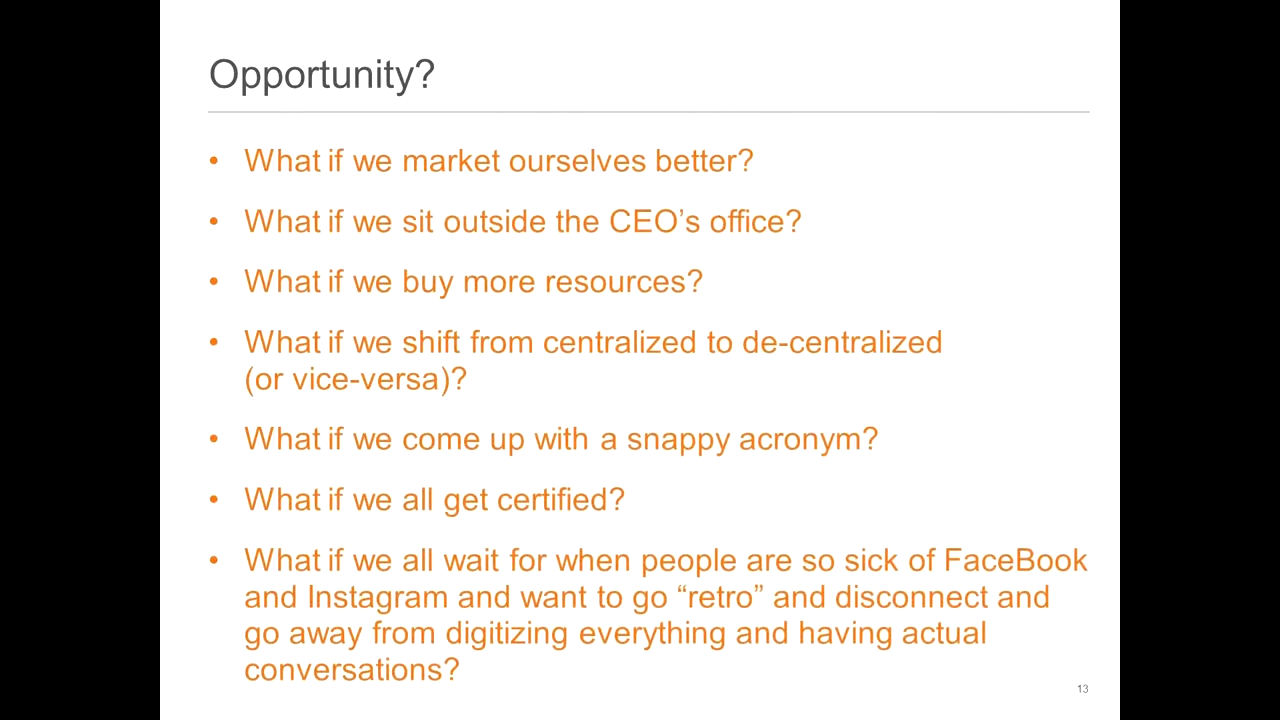 Opportunity?
• What if we market ourselves better?
• What if we sit outside the CEO’s office?
• What if we buy more resources?
• What if we shift from centralized to de-centralized
(or vice-versa)?
• What if we come up with a snappy acronym?
• What if we all get certified?
• What if we all wait for when people are so sick of FaceBook
and Instagram and want to go “retro” and disconnect and
go away from digitizing everything and having actual
conversations?
13